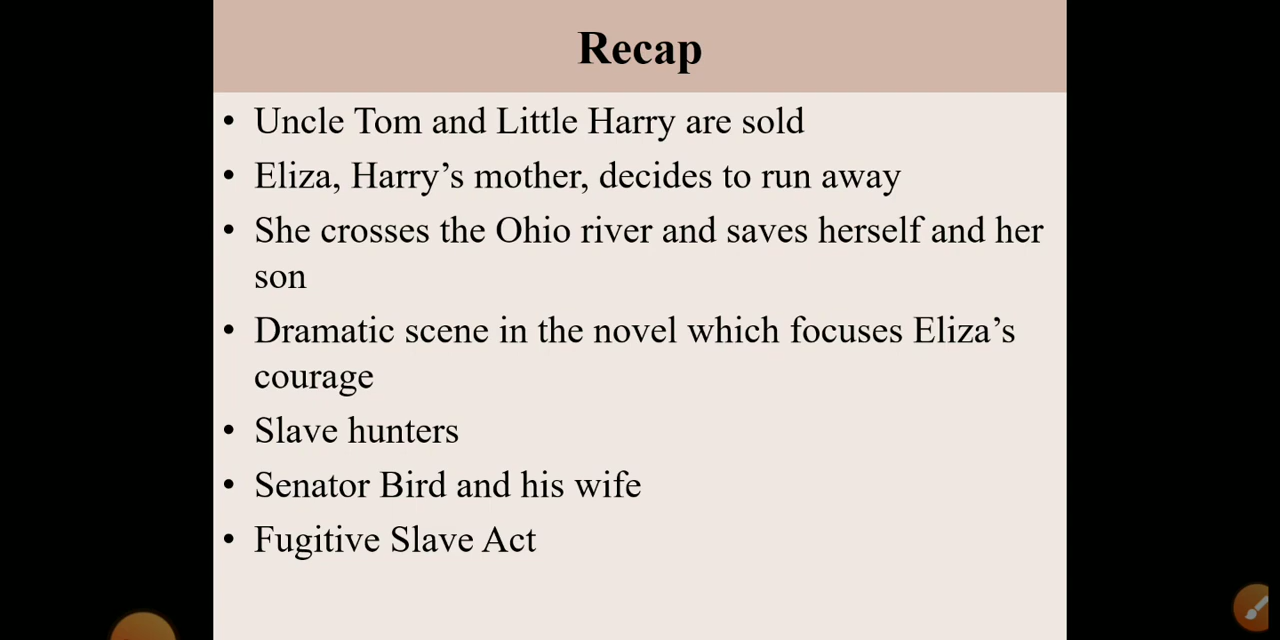 Recap
• Uncle Tom and Little Harry are sold
• Eliza, Harry’s mother, decides to run away
• She crosses the Ohio river and saves herself and her
son
• Dramatic scene in the novel which focuses Eliza’s
courage
• Slave hunters
• Senator Bird and his wife
• Fugitive Slave Act